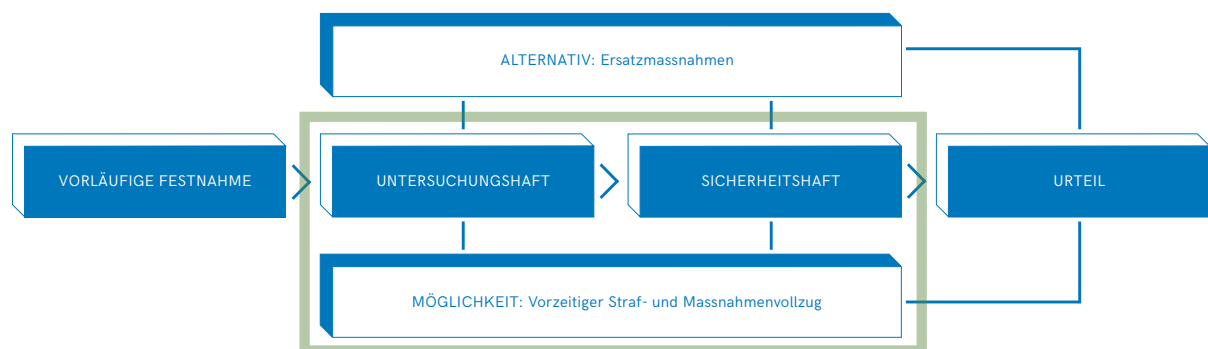 ALTERNATIV: Ersatzmassnahmen
VORLÄUFIGE FESTNAHME
UNTERSUCHUNGSHAFT
SICHERHEITSHAFT
URTEIL
MÖGLICHKEIT: Vorzeitiger Straf- und Massnahmenvollzug